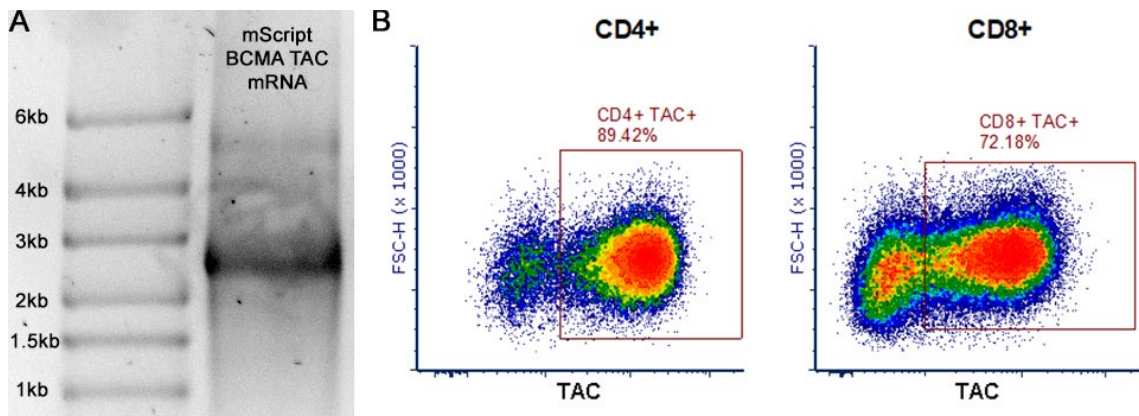 A
mScript
BCMA TAC
mRNA
6kb
4kb
3kb
2kb
1.5kb
1kb
B
CD4+
CD4+ TAC+
89.42%
FSC-H (x 1000)
TAC
CD8+
CD8+ TAC+
72.18%
FSC-H (x 1000)
TAC